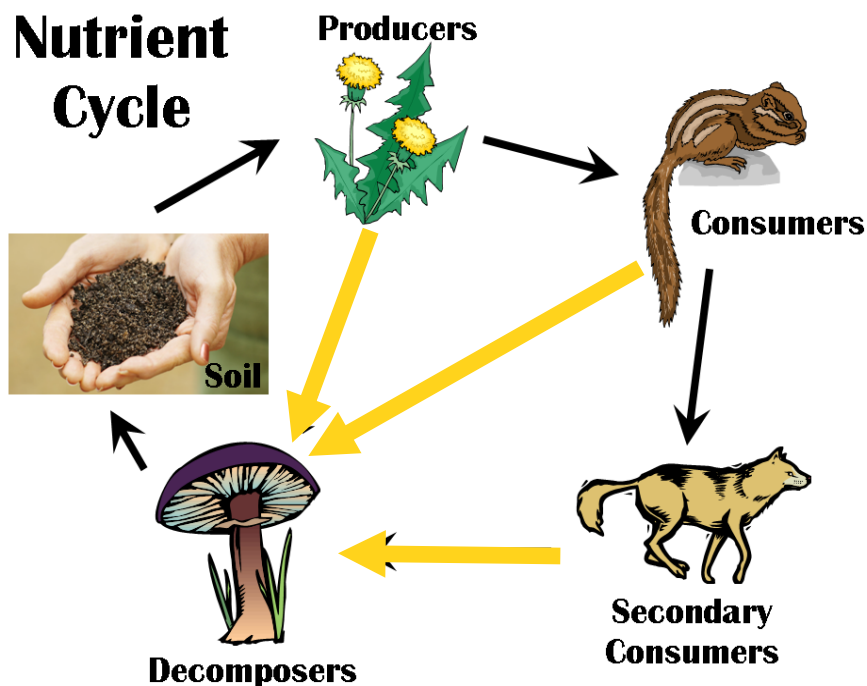 Nutrient
Cycle
Producers
Consumers
Soil
Secondary
Consumers
Decomposers